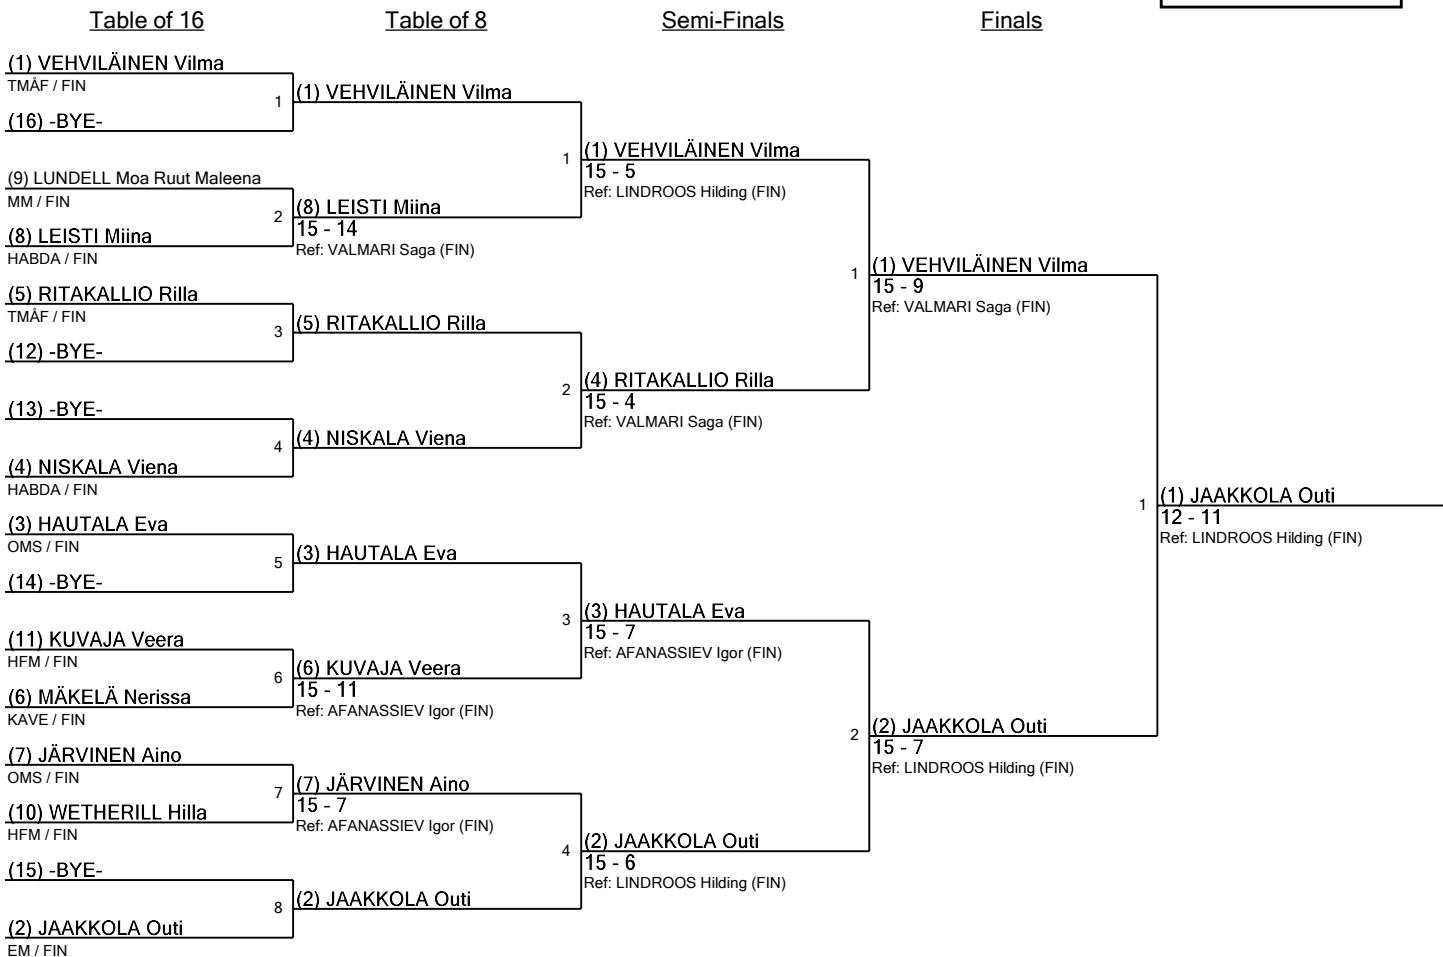 Table of 16
Table of 8
Semi-Finals
Finals
(1) VEHVILÄINEN Vilma
TMÅF / FIN
1
(16) -BYE-
(9) LUNDELL Moa Ruut Maleena
MM / FIN
2
(8) LEISTI Miina
HABDA / FIN
(5) RITAKALLIO Rilla
TMÅF / FIN
3
(12) -BYE-
(13) -BYE-
4
(4) NISKALA Viena
HABDA / FIN
(3) HAUTALA Eva
OMS / FIN
5
(14) -BYE-
(11) KUVAJA Veera
HFM / FIN
6
(6) MÄKELÄ Nerissa
KAVE / FIN
(7) JÄRVINEN Aino
OMS / FIN
7
(10) WETHERILL Hilla
HFM / FIN
(15) -BYE-
8
(2) JAAKKOLA Outi
EM / FIN
(1) VEHVILÄINEN Vilma
1
(8) LEISTI Miina
15 - 14
Ref: VALMARI Saga (FIN)
(5) RITAKALLIO Rilla
2
(4) NISKALA Viena
(3) HAUTALA Eva
3
(6) KUVAJA Veera
15 - 11
Ref: AFANASSIEV Igor (FIN)
(7) JÄRVINEN Aino
15 - 7
Ref: AFANASSIEV Igor (FIN)
4
(2) JAAKKOLA Outi
(1) VEHVILÄINEN Vilma
15 - 5
Ref: LINDROOS Hilding (FIN)
1
(4) RITAKALLIO Rilla
15 - 4
Ref: VALMARI Saga (FIN)
(3) HAUTALA Eva
15 - 7
Ref: AFANASSIEV Igor (FIN)
2
(2) JAAKKOLA Outi
15 - 6
Ref: LINDROOS Hilding (FIN)
(1) VEHVILÄINEN Vilma
15 - 9
Ref: VALMARI Saga (FIN)
1
(2) JAAKKOLA Outi
15 - 7
Ref: LINDROOS Hilding (FIN)
(1) JAAKKOLA Outi
12 - 11
Ref: LINDROOS Hilding (FIN)